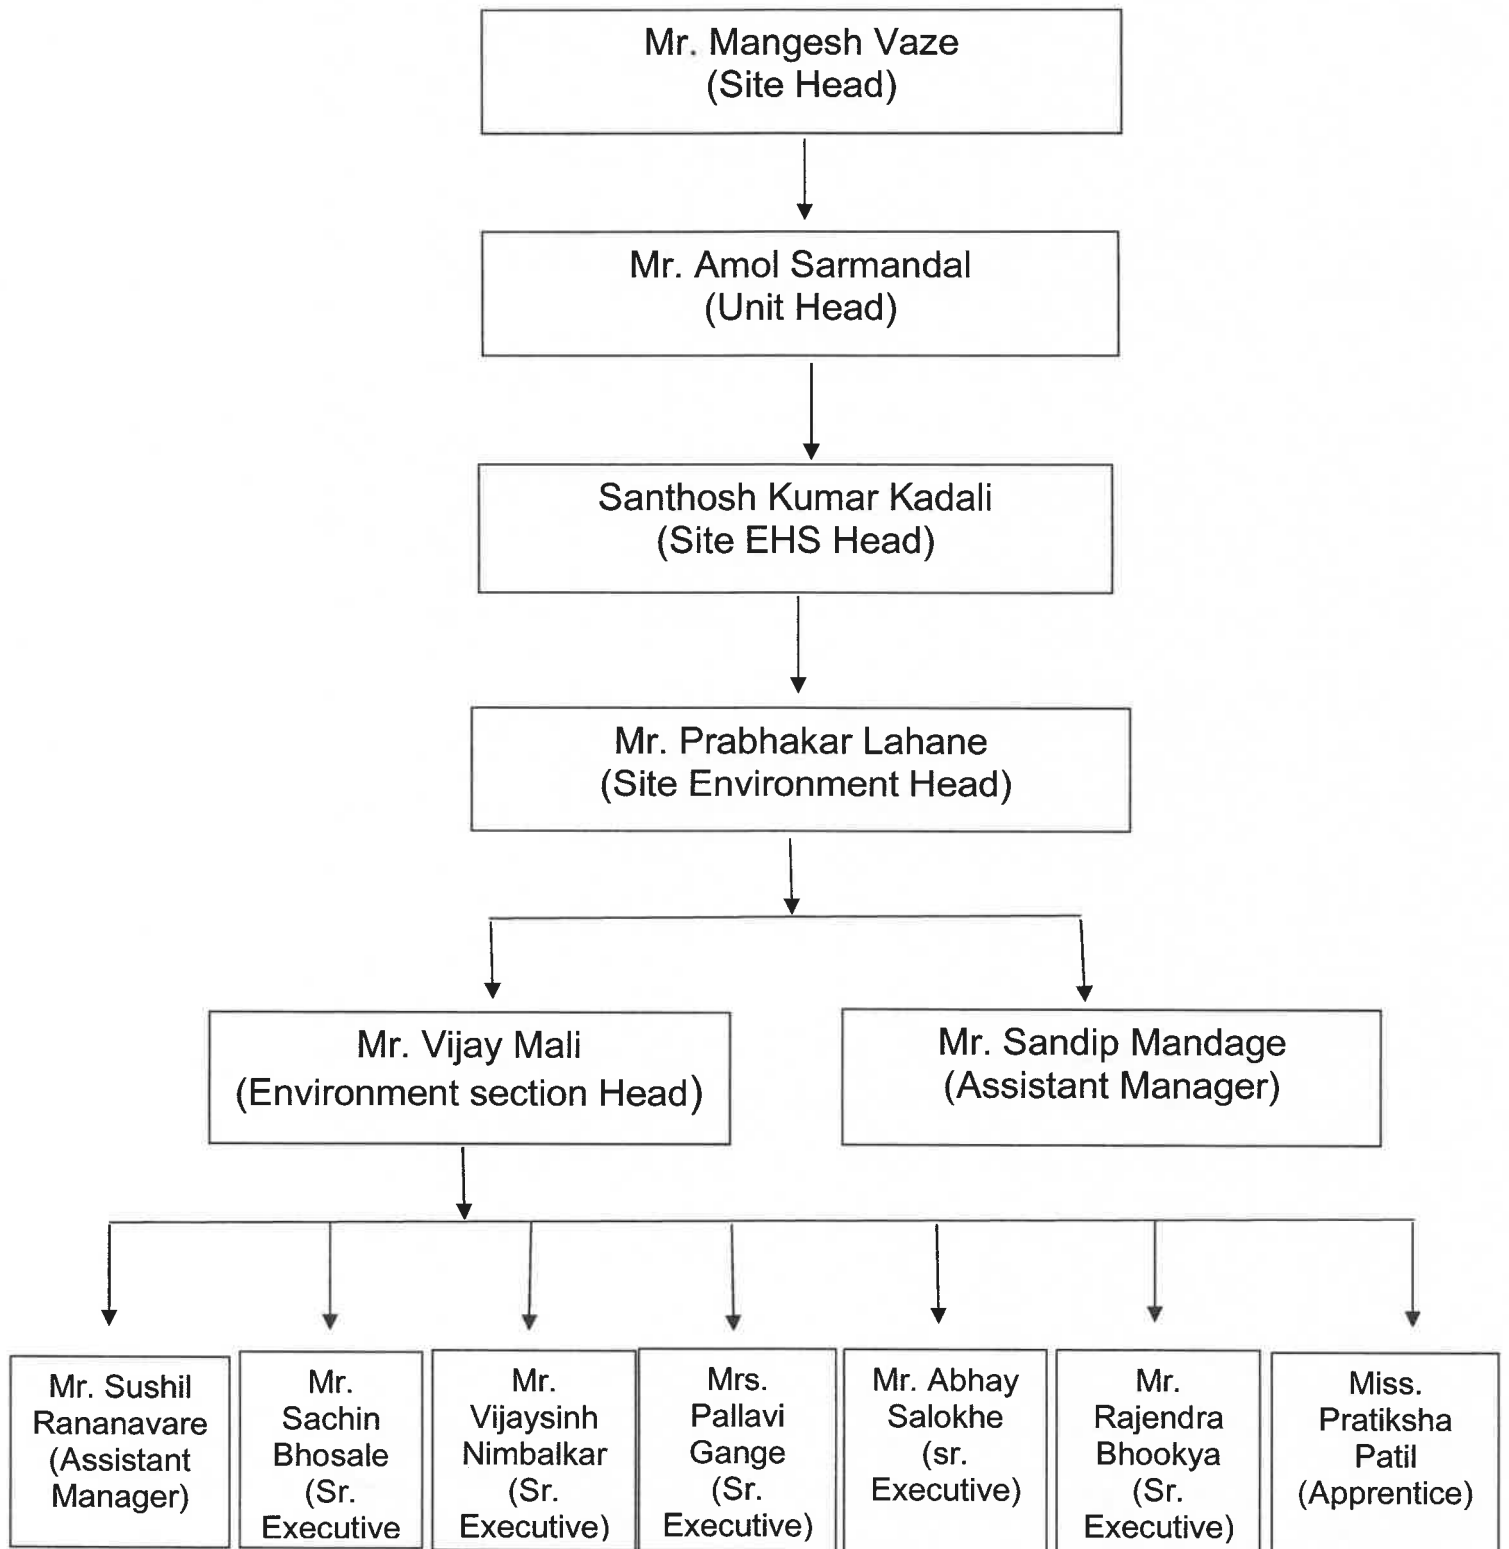 Mr. Mangesh Vaze
(Site Head)
Mr. Amol Sarmandal
(Unit Head)
Santhosh Kumar Kadali
(Site EHS Head)
Mr. Prabhakar Lahane
(Site Environment Head)
Mr. Vijay Mali
(Environment section Head)
Mr. Sandip Mandage
(Assistant Manager)
Mr. Sushil
Rananavare
(Assistant
Manager)
Mr.
Sachin
Bhosale
(Sr.
Executive
Mr.
Vijaysinh
Nimbalkar
(Sr.
Executive)
Mrs.
Pallavi
Gange
(Sr.
Executive)
Mr. Abhay
Salokhe
(sr.
Executive)
Mr.
Rajendra
Bhookya
(Sr.
Executive)
Miss.
Pratiksha
Patil
(Apprentice)